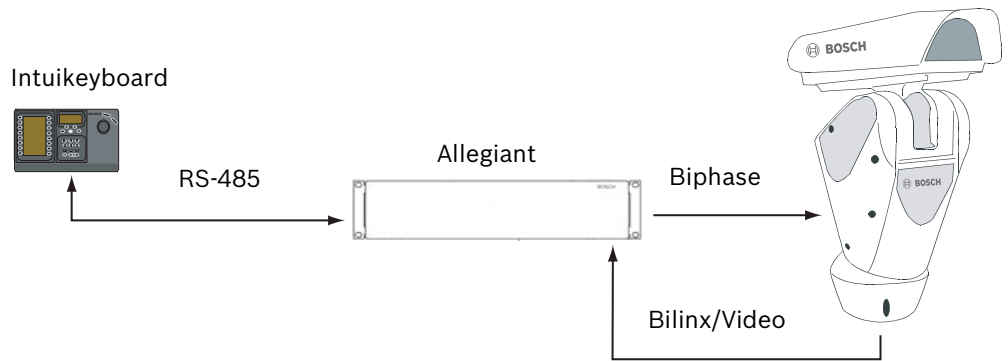 BOSCH
Intuikeyboard
Allegiant
RS-485
Biphase
BOSCH
Bilinx/Video